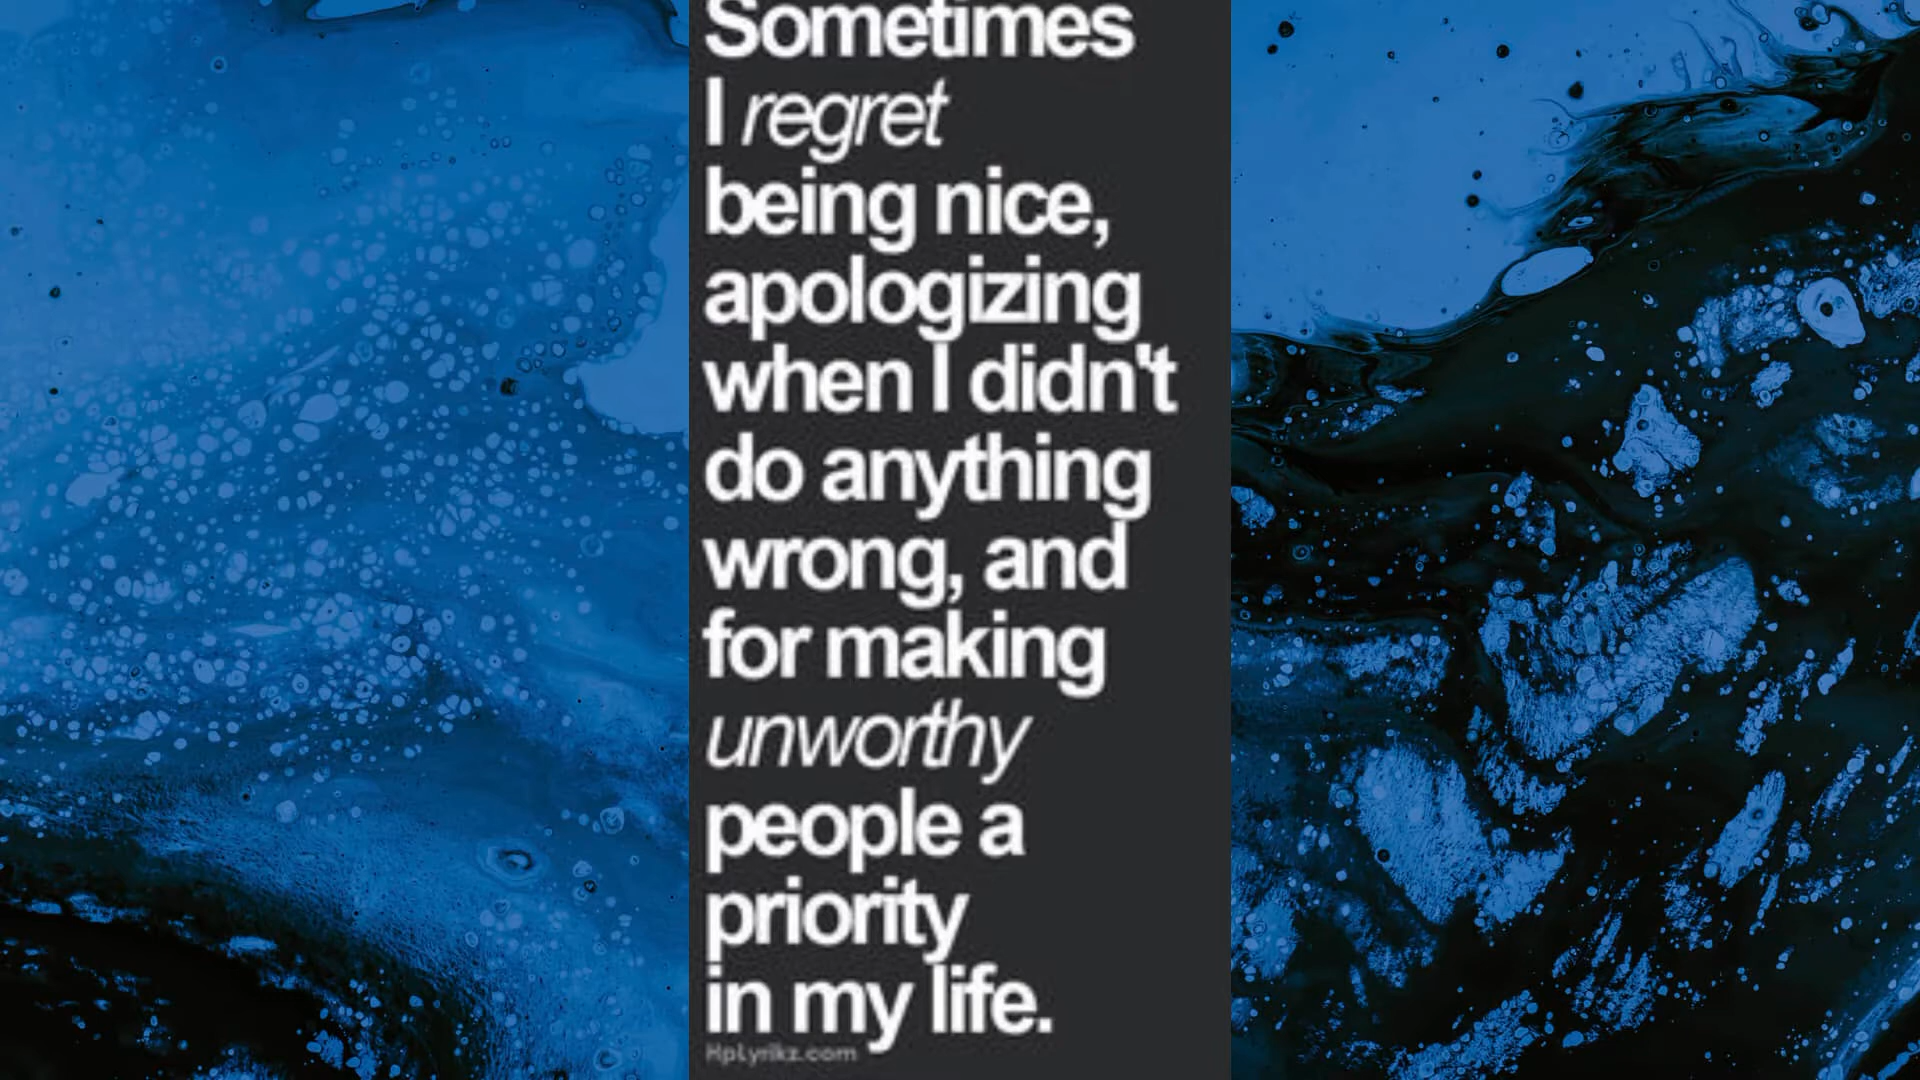 Sometimes
I regret
being nice,
apologizing
when I didn't
do anything
wrong, and
for making
unworthy
people a
priority
in my life.
HpLyrikz.com